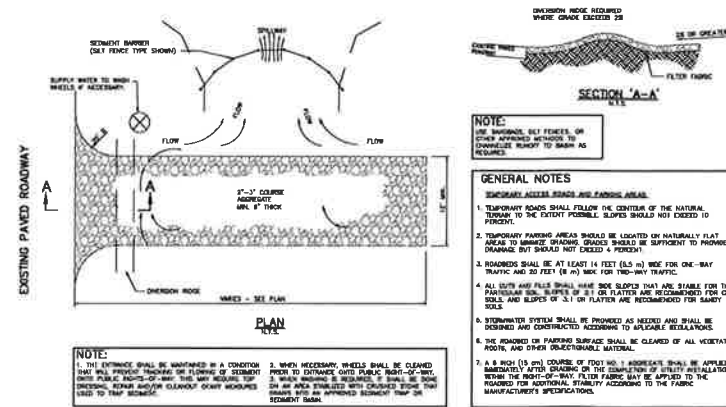 DIVERSION RIDGE REQUIRED
WHERE GRADE EXCEEDS 2%
SPILLWAY
SEDIMENT BARRIER
(SILT FENCE TYPE SHOWN)
SUPPLY WATER TO WASH
WHEELS IF NECESSARY
FLOW
FLOW
FLOW
FLOW
2% OR GREATER
FILTER FABRIC
SECTION 'A-A'
N.T.S.
NOTE:
USE SANDBAGS, SILT FENCES, OR
OTHER APPROVED METHODS TO
CHANNELIZE RUNOFF TO BASIN AS
REQUIRED.
EXISTING PAVED ROADWAY
A
A
2"-3" COURSE
AGGREGATE
MIN. 6" THICK
DIVERSION RIDGE
VARIES - SEE PLAN
PLAN
N.T.S.
NOTE:
1. THE ENTRANCE SHALL BE MAINTAINED IN A CONDITION
THAT WILL PREVENT TRACKING OR FLOWING OF SEDIMENT
ONTO PUBLIC RIGHTS-OF-WAY. THIS MAY REQUIRE TOP
DRESSING, REPAIR AND/OR CLEANOUT OF ANY MEASURES
USED TO TRAP SEDIMENT.
2. WHEN NECESSARY, WHEELS SHALL BE CLEANED
PRIOR TO ENTRANCE ONTO PUBLIC RIGHT-OF-WAY.
3. WHEN WASHING IS REQUIRED, IT SHALL BE DONE
ON AN AREA STABILIZED WITH CRUSHED STONE THAT
DRAINS INTO AN APPROVED SEDIMENT TRAP OR
SEDIMENT BASIN.
GENERAL NOTES
TEMPORARY ACCESS ROADS AND PARKING AREAS
1. TEMPORARY ROADS SHALL FOLLOW THE CONTOUR OF THE NATURAL
TERRAIN TO THE EXTENT POSSIBLE. SLOPES SHOULD NOT EXCEED 10
PERCENT.
2. TEMPORARY PARKING AREAS SHOULD BE LOCATED ON NATURALLY FLAT
AREAS TO MINIMIZE GRADING. GRADES SHOULD BE SUFFICIENT TO PROVIDE
DRAINAGE BUT SHOULD NOT EXCEED 4 PERCENT.
3. ROADBEDS SHALL BE AT LEAST 14 FEET WIDE FOR ONE-WAY
TRAFFIC AND 20 FEET WIDE FOR TWO-WAY TRAFFIC.
4. ALL CUTS AND FILLS SHALL HAVE SIDE SLOPES THAT ARE STABLE FOR THE
PARTICULAR SOIL. SLOPES OF 2:1 OR FLATTER ARE RECOMMENDED FOR
SOILS, AND SLOPES OF 3:1 OR FLATTER ARE RECOMMENDED FOR SANDY
SOILS.
5. STORMWATER SYSTEM SHALL BE PROVIDED AS NEEDED AND SHALL BE
DESIGNED AND CONSTRUCTED ACCORDING TO APLICABLE REGULATIONS.
6. THE ROADBED OR PARKING SURFACE SHALL BE CLEARED OF ALL
ROOTS, AND OTHER OBJECTIONABLE MATERIAL.
7. A 6 INCH (15 cm) COURSE OF FDOT NO. 1 AGGREGATE SHALL BE APPLIED
IMMEDIATELY AFTER GRADING OR THE COMPLETION OF UTILITY
WITHIN THE RIGHT-OF-WAY. FILTER FABRIC MAY BE APPLIED TO THE
ROADBED FOR ADDITIONAL STABILITY ACCORDING TO THE FABRIC
MANUFACTURER'S SPECIFICATIONS.